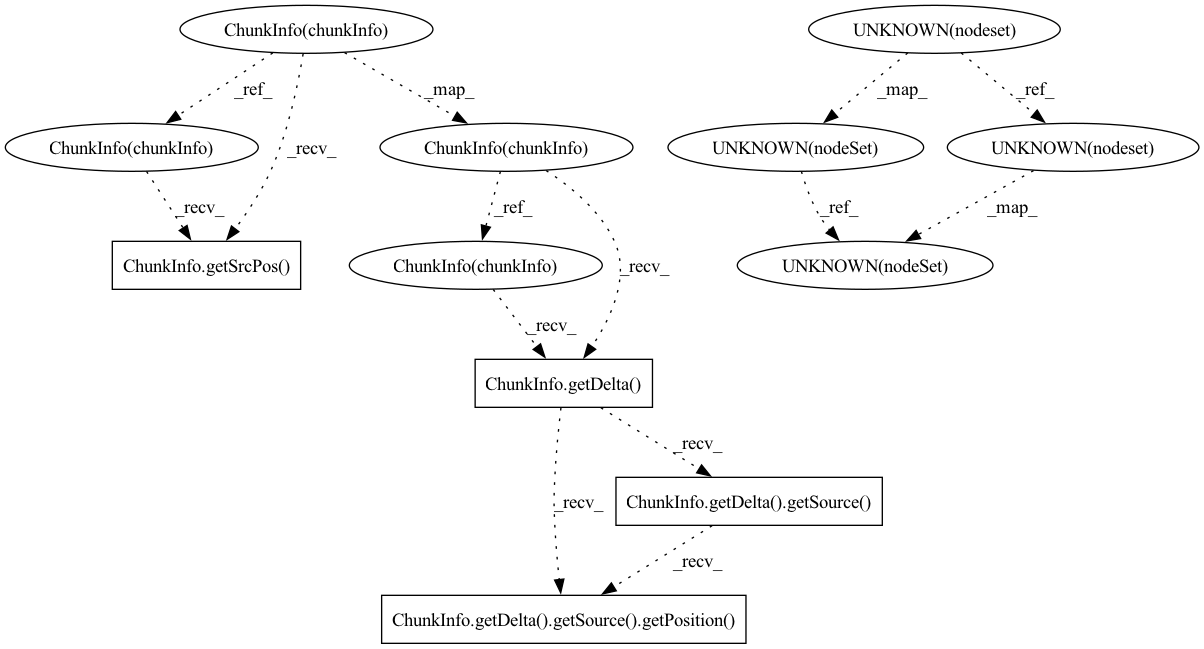 ChunkInfo(chunkInfo)
UNKNOWN(nodeset)
_ref_
_map_
_map_
_ref_
ChunkInfo(chunkInfo)
_recv_
ChunkInfo(chunkInfo)
UNKNOWN(nodeSet)
UNKNOWN(nodeset)
_recv_
_ref_
_ref_
_map_
ChunkInfo.getSrcPos()
ChunkInfo(chunkInfo)
_recv_
UNKNOWN(nodeSet)
_recv_
ChunkInfo.getDelta()
_recv_
_recv_
ChunkInfo.getDelta().getSource()
_recv_
ChunkInfo.getDelta().getSource().getPosition()